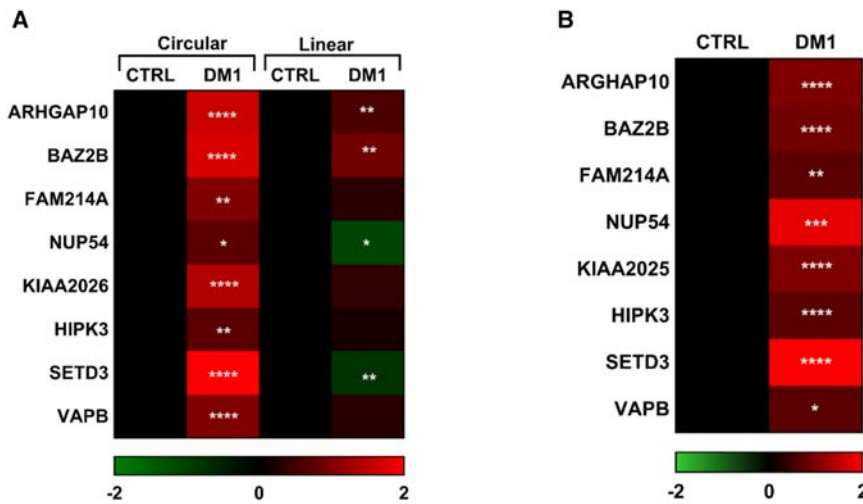 A
Circular Linear
CTRL DM1 CTRL DM1
ARHGAP10 **** **
BAZ2B **** **
FAM214A **
NUP54 * *
KIAA2026 ****
HIPK3 **
SETD3 **** **
VAPB ****
-2 0 2
B
CTRL DM1
ARGHAP10 ****
BAZ2B ****
FAM214A **
NUP54 ***
KIAA2025 ****
HIPK3 ****
SETD3 ****
VAPB *
-2 0 2